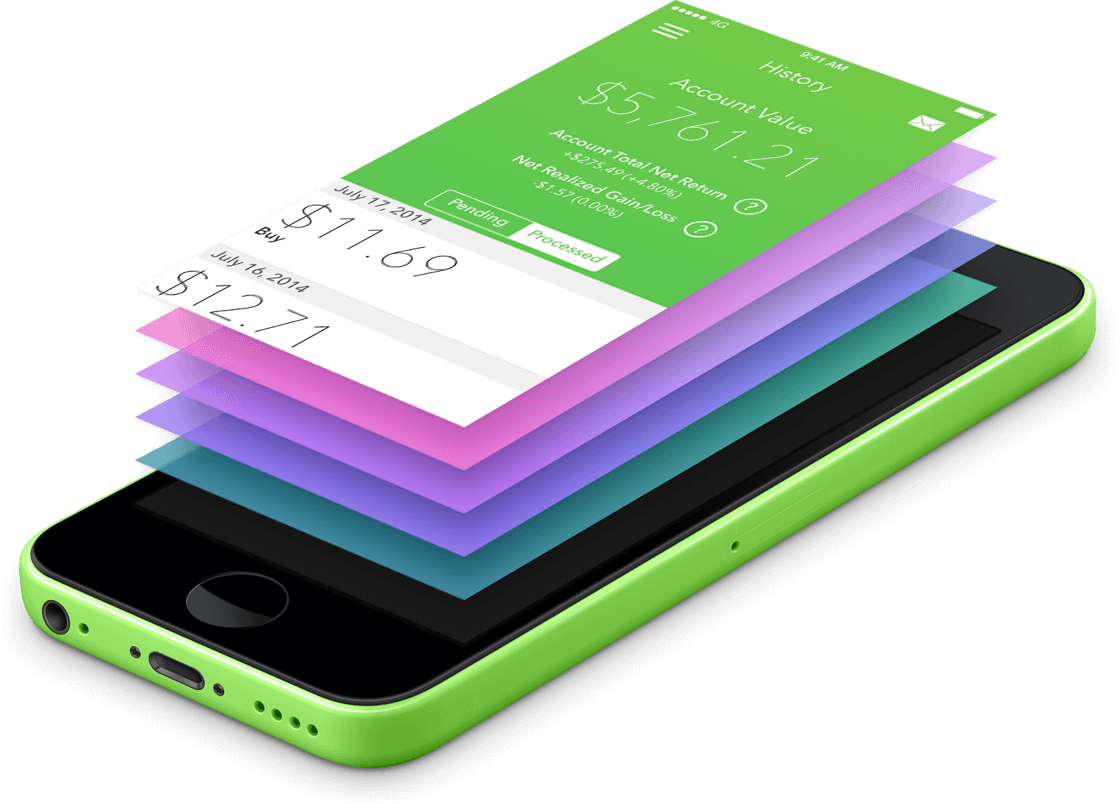 4G
9:41 AM
History
Account Value
$5,761.21
Account Total Net Return
+$275.49 (+4.80%)
?
Net Realized Gain/Loss
-$1.57 (0.00%)
?
Pending
Processed
July 17, 2014
$11.69
Buy
July 16, 2014
$12.71